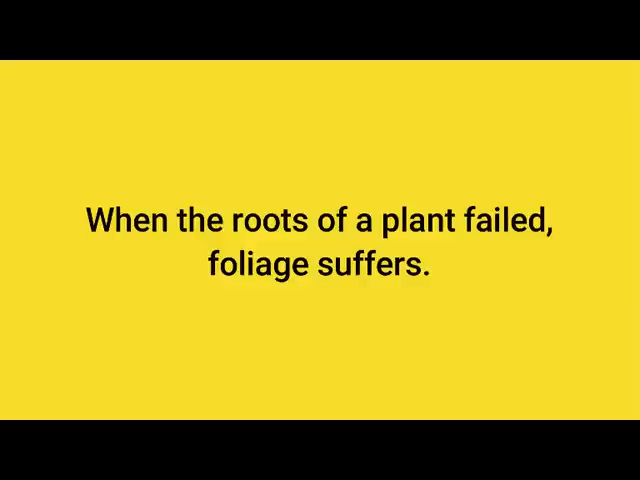 When the roots of a plant failed,
foliage suffers.